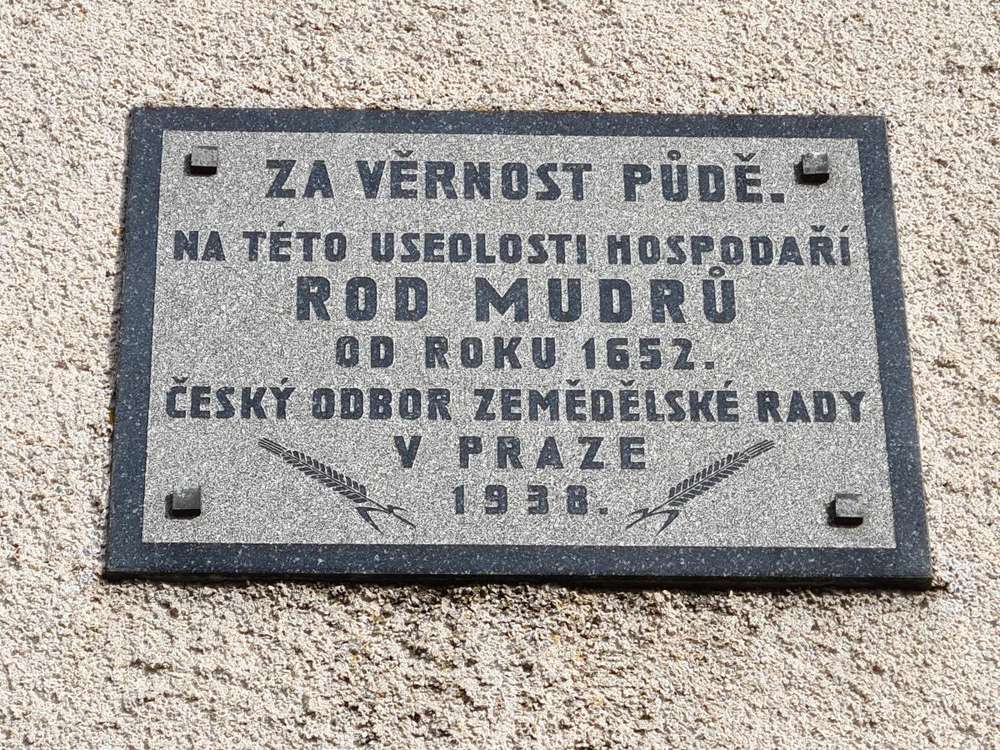 ZA VĚRNOST PŮDĚ.
NA TÉTO USEDLOSTI HOSPODAŘÍ
ROD MUDRŮ
OD ROKU 1652.
ČESKÝ ODBOR ZEMĚDĚLSKÉ RADY
V PRAZE
1938.